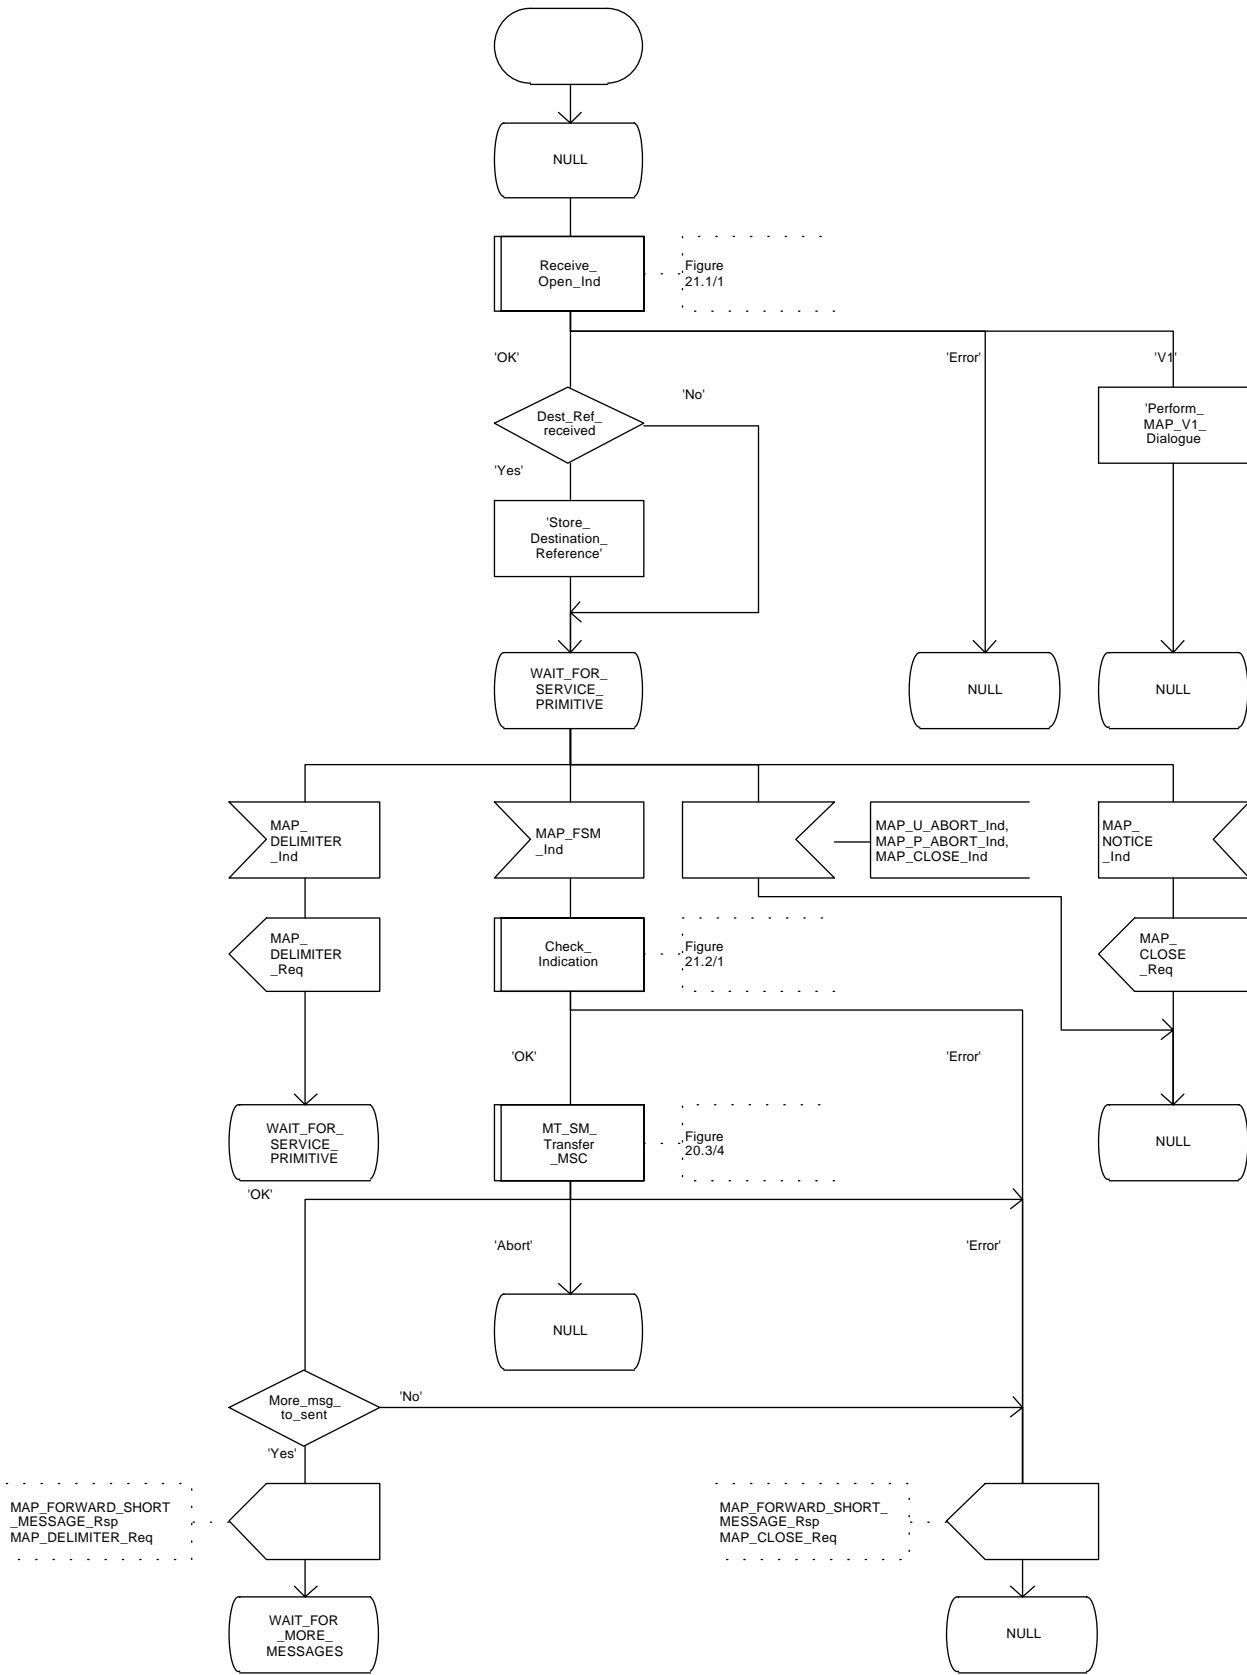 NULL
Receive_
Open_Ind
Figure
21.1/1
'OK'
'Error'
'V1'
'No'
Dest_Ref_
received
'Perform_
MAP_V1_
Dialogue
'Yes'
'Store_
Destination_
Reference'
WAIT_FOR_
SERVICE_
PRIMITIVE
NULL
NULL
MAP_
DELIMITER
_Ind
MAP_FSM
_Ind
MAP_U_ABORT_Ind,
MAP_P_ABORT_Ind,
MAP_CLOSE_Ind
MAP_
NOTICE
_Ind
MAP_
DELIMITER
_Req
Check_
Indication
Figure
21.2/1
MAP_
CLOSE
_Req
'OK'
'Error'
WAIT_FOR_
SERVICE_
PRIMITIVE
MT_SM_
Transfer
_MSC
Figure
20.3/4
NULL
'OK'
'Abort'
'Error'
NULL
More_msg_
to_sent
'No'
'Yes'
MAP_FORWARD_SHORT
_MESSAGE_Rsp
MAP_DELIMITER_Req
MAP_FORWARD_SHORT_
MESSAGE_Rsp
MAP_CLOSE_Req
WAIT_FOR
_MORE_
MESSAGES
NULL